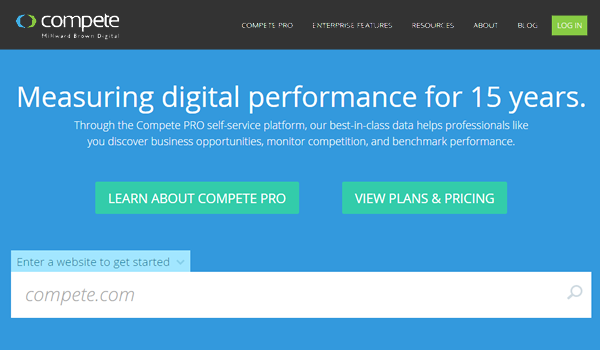 compete
Millward Brown Digital
COMPETE PRO
ENTERPRISE FEATURES
RESOURCES
ABOUT
BLOG
LOG IN
Measuring digital performance for 15 years.
Through the Compete PRO self-service platform, our best-in-class data helps professionals like
you discover business opportunities, monitor competition, and benchmark performance.
LEARN ABOUT COMPETE PRO
VIEW PLANS & PRICING
Enter a website to get started
compete.com